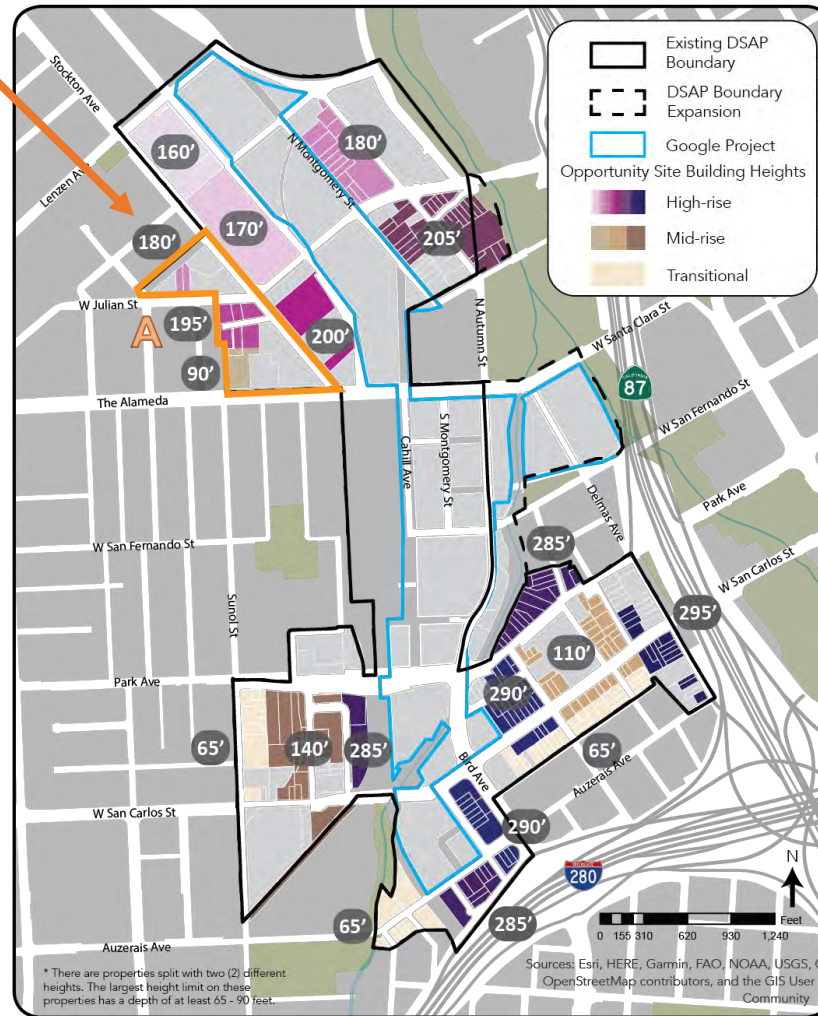 Existing DSAP
Boundary
DSAP Boundary
Expansion
Google Project
Opportunity Site Building Heights
High-rise
Mid-rise
Transitional
Stockton Ave
Lenzen Ave
160'
N Montgomery St
180'
170'
205'
180'
W Julian St
A
195'
200'
N Autumn St
W Santa Clara St
90'
The Alameda
CALIFORNIA
87
W San Fernando St
Cahill Ave
S Montgomery St
Delmas Ave
Park Ave
W San Fernando St
285'
W San Carlos St
Sunol St
295'
110'
Park Ave
290'
65'
140'
285'
65'
Bird Ave
Auzerais Ave
W San Carlos St
290'
280
N
65'
285'
Feet
0 155 310 620 930 1,240
Auzerais Ave
* There are properties split with two (2) different
heights. The largest height limit on these
properties has a depth of at least 65 - 90 feet.
Sources: Esri, HERE, Garmin, FAO, NOAA, USGS,
OpenStreetMap contributors, and the GIS User
Community